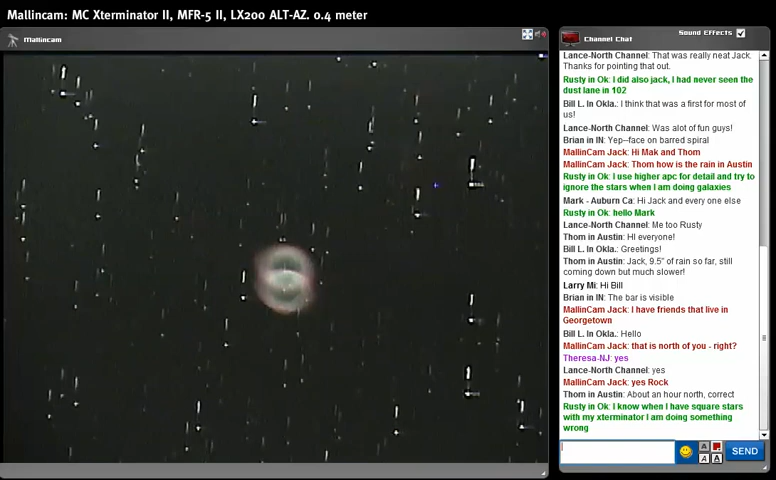 Mallincam: MC Xterminator II, MFR-5 II, LX200 ALT-AZ. 0.4 meter
Mallincam
Channel Chat
Sound Effects
Lance-North Channel: That was really neat Jack.
Thanks for pointing that out.
Rusty in Ok: I did also jack, I had never seen the
dust lane in 102
Bill L. In Okla.: I think that was a first for most of
us!
Lance-North Channel: Was alot of fun guys!
Brian in IN: Yep--face on barred spiral
MallinCam Jack: Hi Mak and Thom
MallinCam Jack: Thom how is the rain in Austin
Rusty in Ok: I use higher apc for detail and try to
ignore the stars when I am doing galaxies
Mark - Auburn Ca: Hi Jack and every one else
Rusty in Ok: hello Mark
Lance-North Channel: Me too Rusty
Thom in Austin: HI everyone!
Bill L. In Okla.: Greetings!
Thom in Austin: Jack, 9.5" of rain so far, still
coming down but much slower!
Larry Mi: Hi Bill
Brian in IN: The bar is visible
MallinCam Jack: I have friends that live in
Georgetown
Bill L. In Okla.: Hello
MallinCam Jack: that is north of you - right?
Theresa-NJ: yes
Lance-North Channel: yes
MallinCam Jack: yes Rock
Thom in Austin: About an hour north, correct
Rusty in Ok: I know when I have square stars
with my xterminator I am doing something
wrong
A
A A
SEND